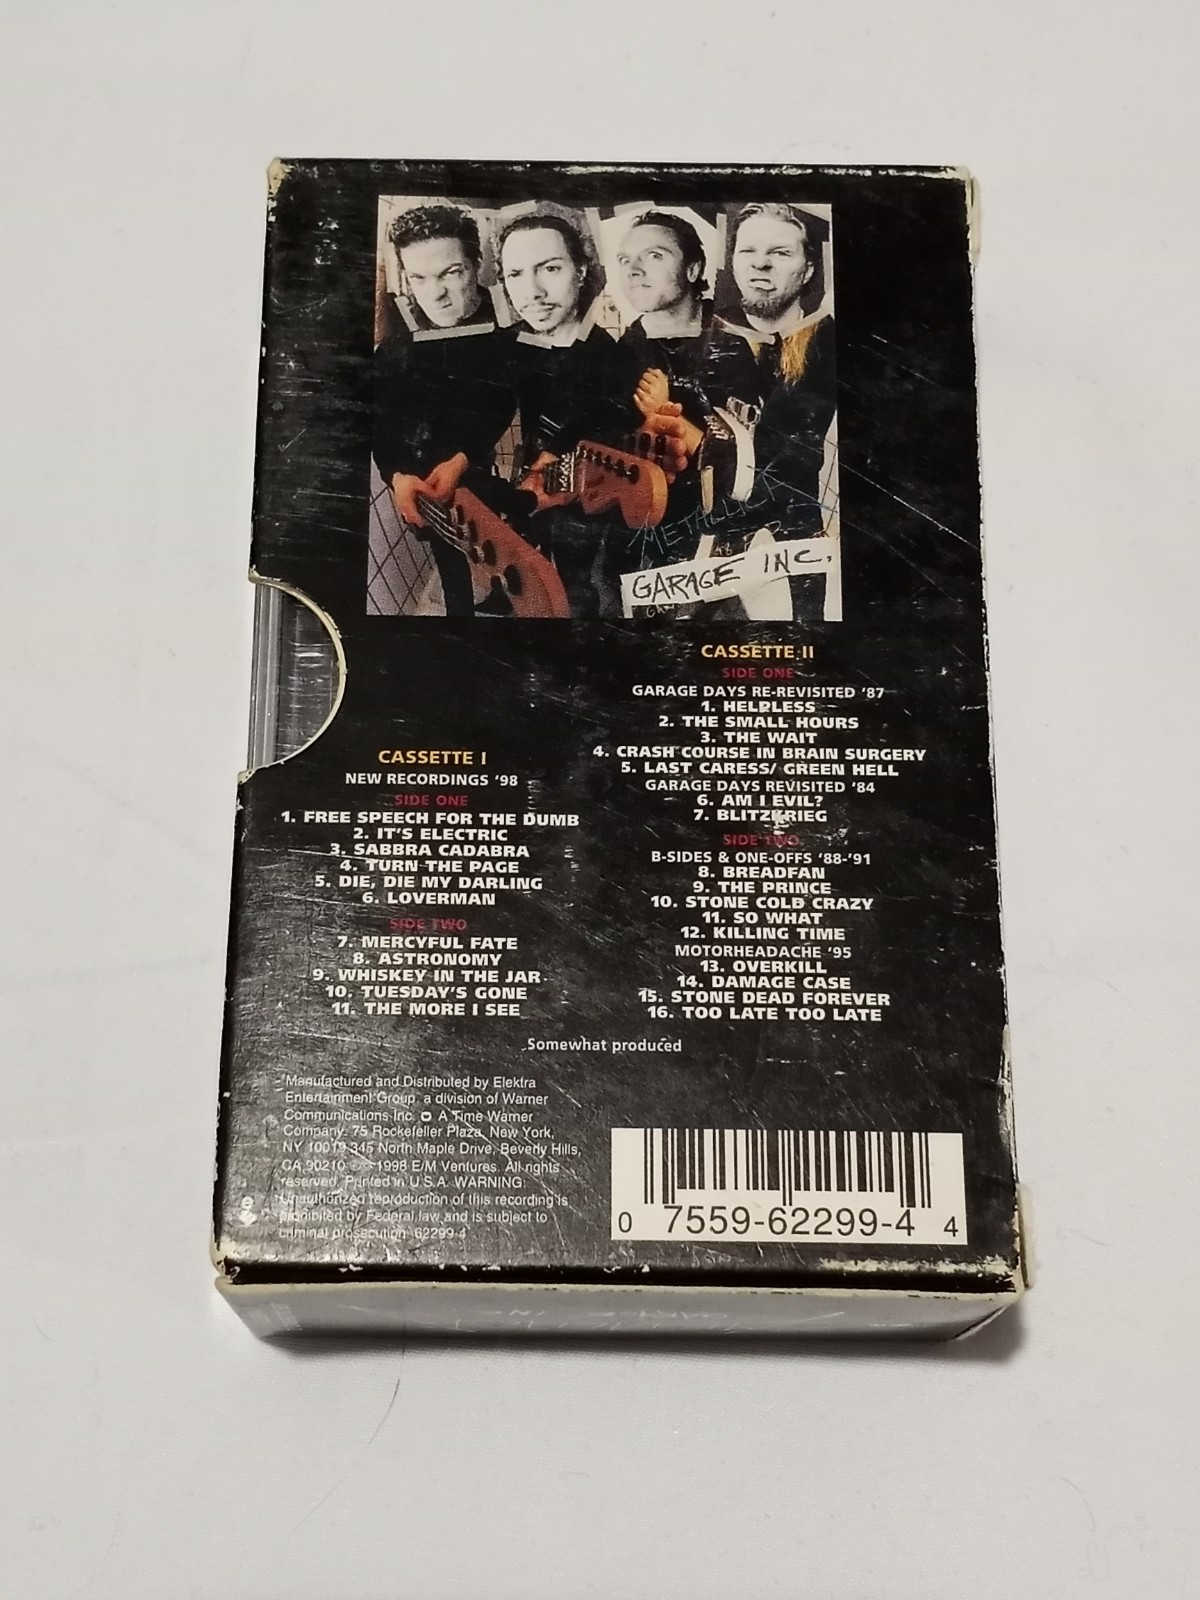 METALLICA
GARAGE INC.
CASSETTE I
NEW RECORDINGS '98
SIDE ONE
1. FREE SPEECH FOR THE DUMB
2. IT'S ELECTRIC
3. SABBRA CADABRA
4. TURN THE PAGE
5. DIE, DIE MY DARLING
6. LOVERMAN
SIDE TWO
7. MERCYFUL FATE
8. ASTRONOMY
9. WHISKEY IN THE JAR
10. TUESDAY'S GONE
11. THE MORE I SEE
CASSETTE II
SIDE ONE
GARAGE DAYS RE-REVISITED '87
1. HELPLESS
2. THE SMALL HOURS
3. THE WAIT
4. CRASH COURSE IN BRAIN SURGERY
5. LAST CARESS/ GREEN HELL
GARAGE DAYS REVISITED '84
6. AM I EVIL?
7. BLITZKRIEG
SIDE TWO
B-SIDES & ONE-OFFS '88-'91
8. BREADFAN
9. THE PRINCE
10. STONE COLD CRAZY
11. SO WHAT
12. KILLING TIME
MOTORHEADACHE '95
13. OVERKILL
14. DAMAGE CASE
15. STONE DEAD FOREVER
16. TOO LATE TOO LATE
Somewhat produced
Manufactured and Distributed by Elektra
Entertainment Group, a division of Warner
Communications Inc. A Time Warner
Company. 75 Rockefeller Plaza, New York,
NY 10019 345 North Maple Drive, Beverly Hills,
CA 90210 1998 E/M Ventures. All rights
reserved. Printed in U.S.A. WARNING:
Unauthorized reproduction of this recording is
prohibited by Federal law and is subject to
criminal prosecution. 62299-4
0 7559-62299-4 4